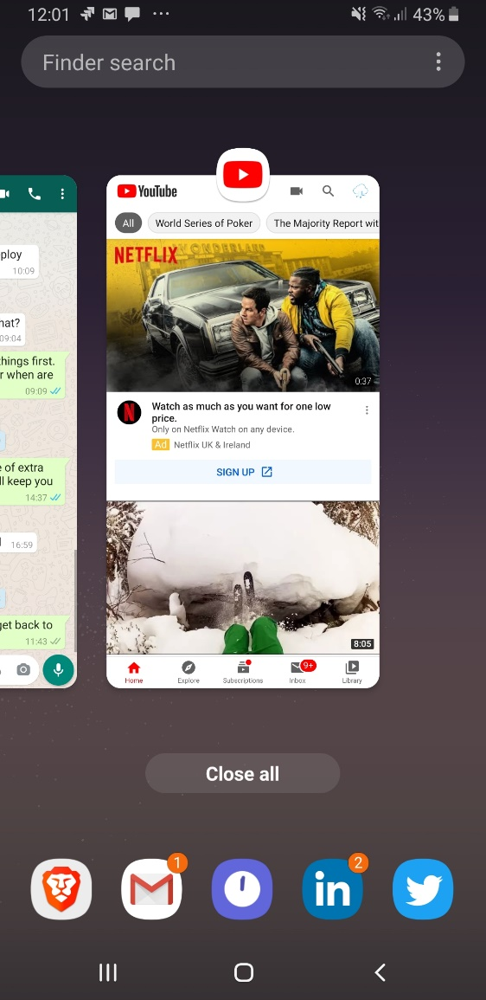 12:01
43%
Finder search
YouTube
All
World Series of Poker
The Majority Report wit
NETFLIX
0:37
Watch as much as you want for one low
price.
Only on Netflix Watch on any device.
Ad Netflix UK & Ireland
SIGN UP
8:05
Home
Explore
Subscriptions
9+
Inbox
Library
ploy
10:09
hat?
09:04
hings first.
r when are
09:09
e of extra
ll keep you
14:37
16:59
get back to
11:43
Close all
1
in
2